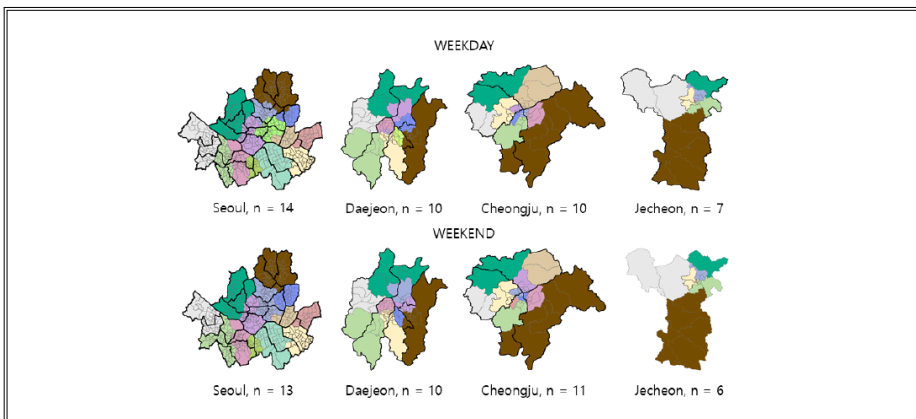 WEEKDAY
Seoul, n = 14
Daejeon, n = 10
Cheongju, n = 10
Jecheon, n = 7
WEEKEND
Seoul, n = 13
Daejeon, n = 10
Cheongju, n = 11
Jecheon, n = 6